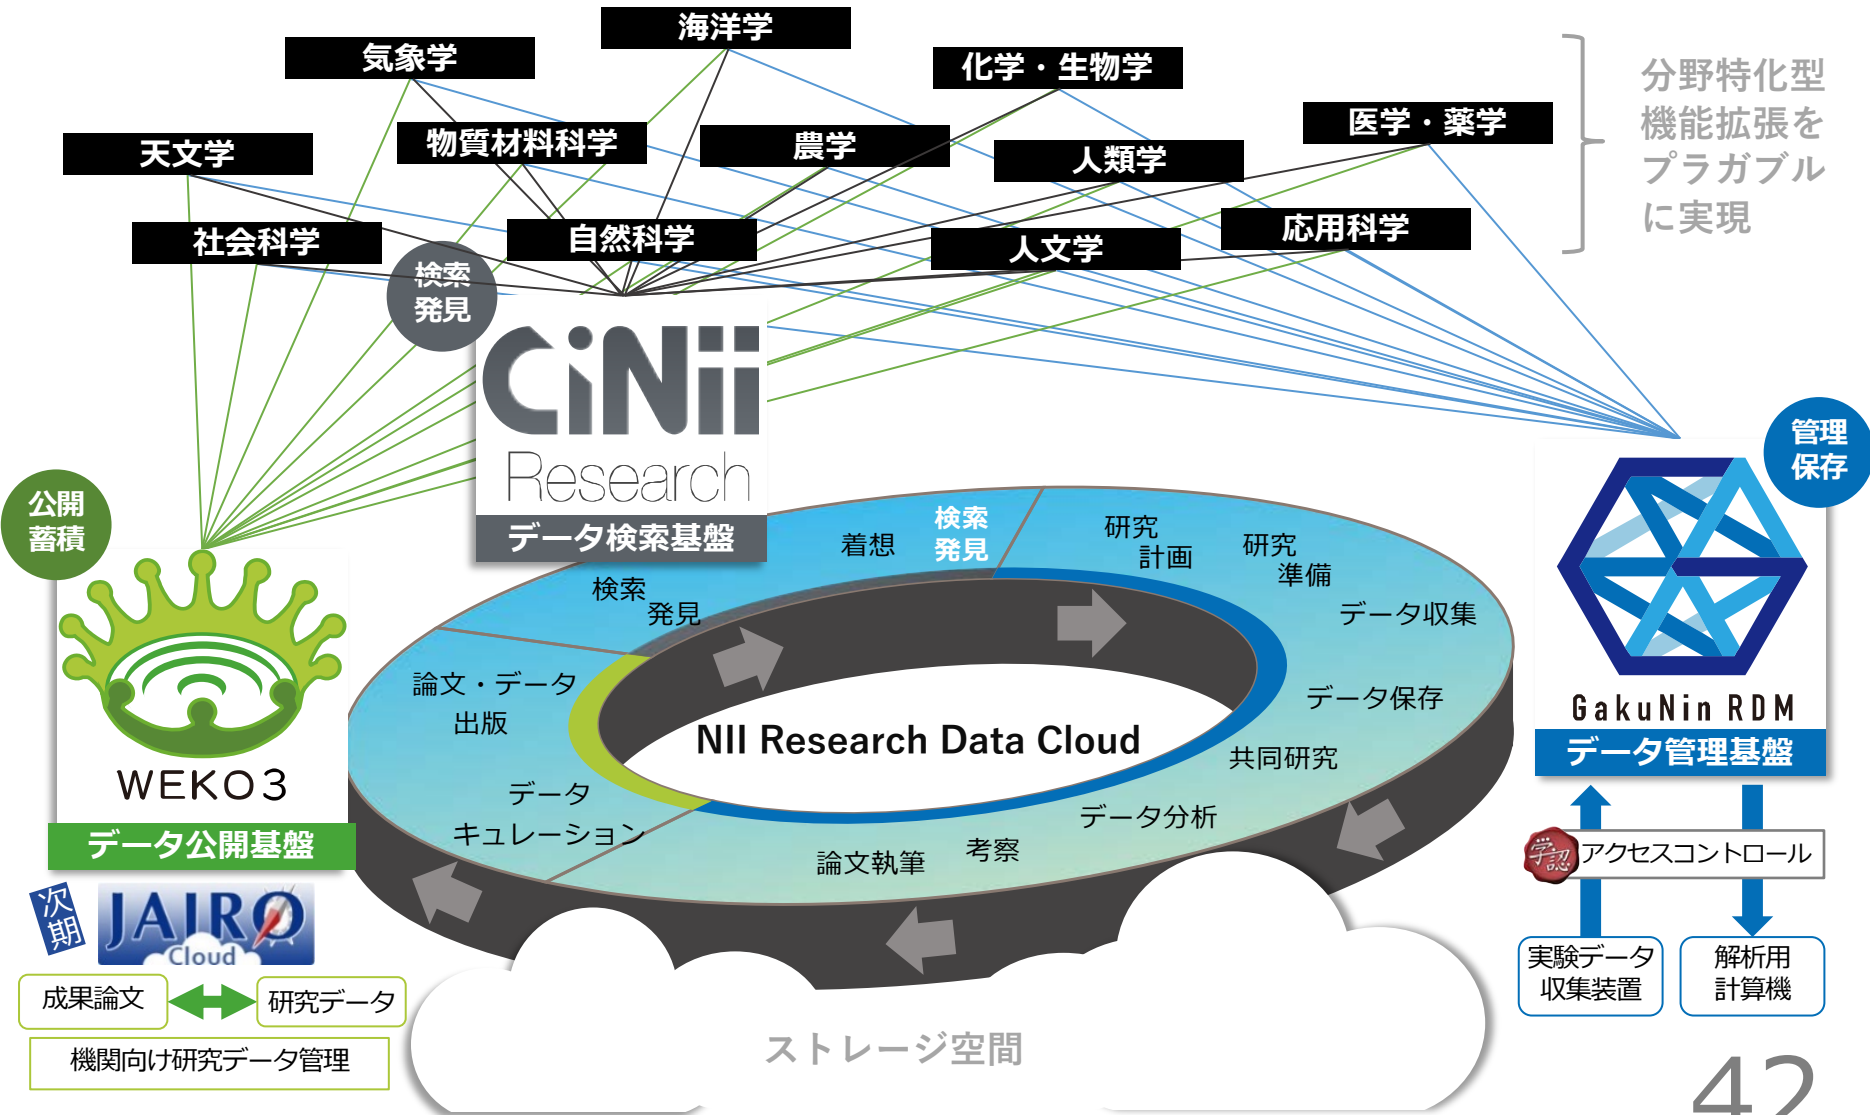 海洋学
気象学
化学・生物学
分野特化型
機能拡張を
プラガブル
に実現
医学・薬学
物質材料科学
農学
天文学
人類学
社会科学
自然科学
人文学
応用科学
検索
発見
CiNii
Research
データ検索基盤
管理
保存
GakuNin RDM
データ管理基盤
公開
蓄積
WEKO3
データ公開基盤
着想
検索
発見
研究
計画
研究
準備
検索
発見
データ収集
論文・データ
出版
データ保存
NII Research Data Cloud
共同研究
データ
キュレーション
データ分析
考察
論文執筆
学認
アクセスコントロール
次期
JAIRO
Cloud
実験データ
収集装置
解析用
計算機
成果論文
研究データ
機関向け研究データ管理
ストレージ空間
42